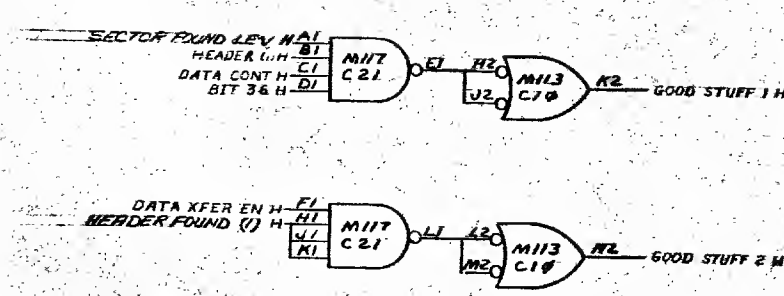 SECTOR FOUND LEV H A1
HEADER (1) H B1
DATA CONT H C1
BIT 36 H D1
M117
C21
E1
H2
J2
M113
C1Ø
K2
GOOD STUFF 1 H
DATA XFER EN H F1
HEADER FOUND (1) H H1
J1
K1
M117
C21
L1
L2
M2
M113
C1Ø
N2
GOOD STUFF 2 H